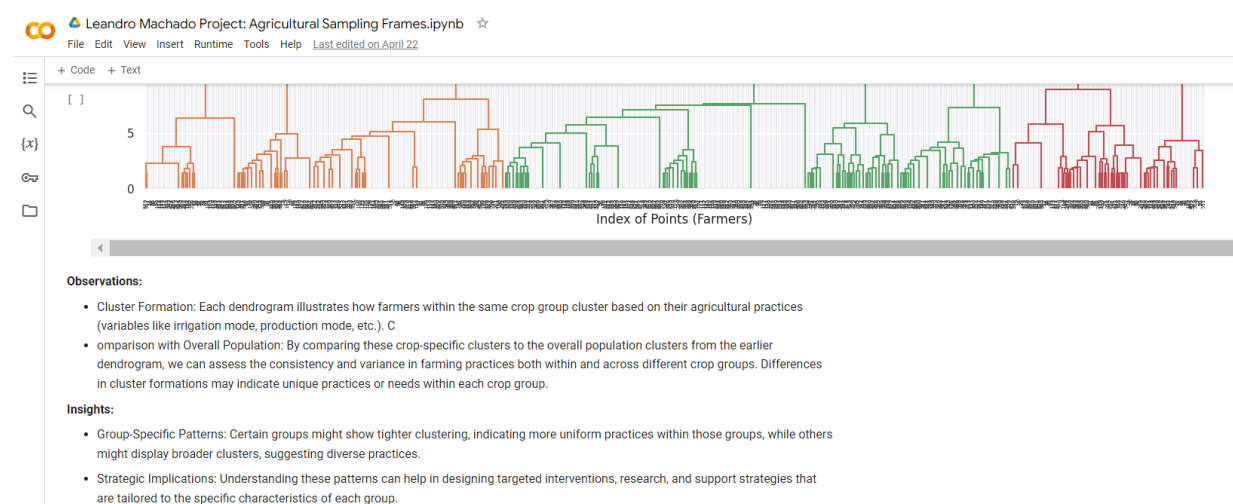 Leandro Machado Project: Agricultural Sampling Frames.ipynb
File Edit View Insert Runtime Tools Help Last edited on April 22
+ Code + Text
[ ]
{x}
5
0
Index of Points (Farmers)
Observations:
• Cluster Formation: Each dendrogram illustrates how farmers within the same crop group cluster based on their agricultural practices
(variables like irrigation mode, production mode, etc.). C
• omparison with Overall Population: By comparing these crop-specific clusters to the overall population clusters from the earlier
dendrogram, we can assess the consistency and variance in farming practices both within and across different crop groups. Differences
in cluster formations may indicate unique practices or needs within each crop group.
Insights:
• Group-Specific Patterns: Certain groups might show tighter clustering, indicating more uniform practices within those groups, while others
might display broader clusters, suggesting diverse practices.
• Strategic Implications: Understanding these patterns can help in designing targeted interventions, research, and support strategies that
are tailored to the specific characteristics of each group.